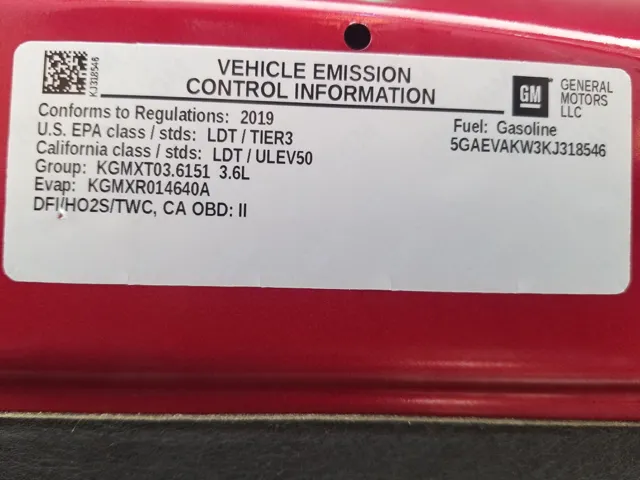 KJ318546
VEHICLE EMISSION
CONTROL INFORMATION
GM
GENERAL
MOTORS
LLC
Conforms to Regulations: 2019
U.S. EPA class / stds: LDT / TIER3
California class / stds: LDT / ULEV50
Group: KGMXT03.6151 3.6L
Evap: KGMXR014640A
DFI/HO2S/TWC, CA OBD: II
Fuel: Gasoline
5GAEVAKW3KJ318546